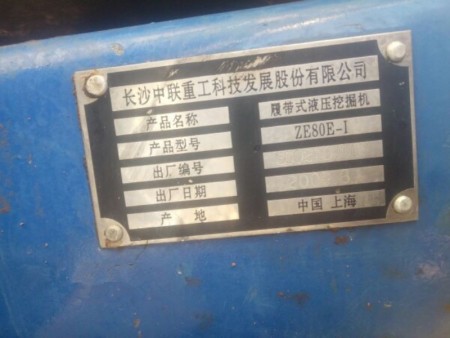 长沙中联重工科技发展股份有限公司
产品名称 履带式液压挖掘机
产品型号 ZE80E-I
出厂编号
出厂日期
产 地 中国 上海